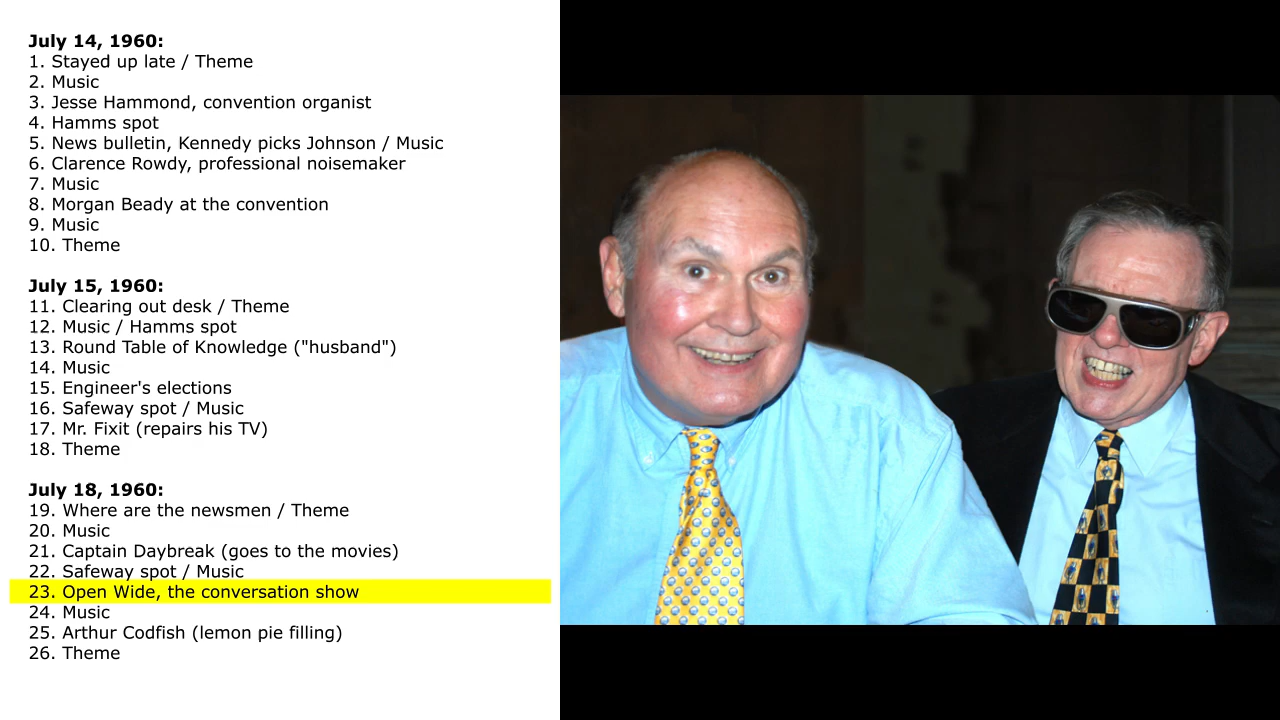 July 14, 1960:
1. Stayed up late / Theme
2. Music
3. Jesse Hammond, convention organist
4. Hamms spot
5. News bulletin, Kennedy picks Johnson / Music
6. Clarence Rowdy, professional noisemaker
7. Music
8. Morgan Beady at the convention
9. Music
10. Theme
July 15, 1960:
11. Clearing out desk / Theme
12. Music / Hamms spot
13. Round Table of Knowledge ("husband")
14. Music
15. Engineer's elections
16. Safeway spot / Music
17. Mr. Fixit (repairs his TV)
18. Theme
July 18, 1960:
19. Where are the newsmen / Theme
20. Music
21. Captain Daybreak (goes to the movies)
22. Safeway spot / Music
23. Open Wide, the conversation show
24. Music
25. Arthur Codfish (lemon pie filling)
26. Theme